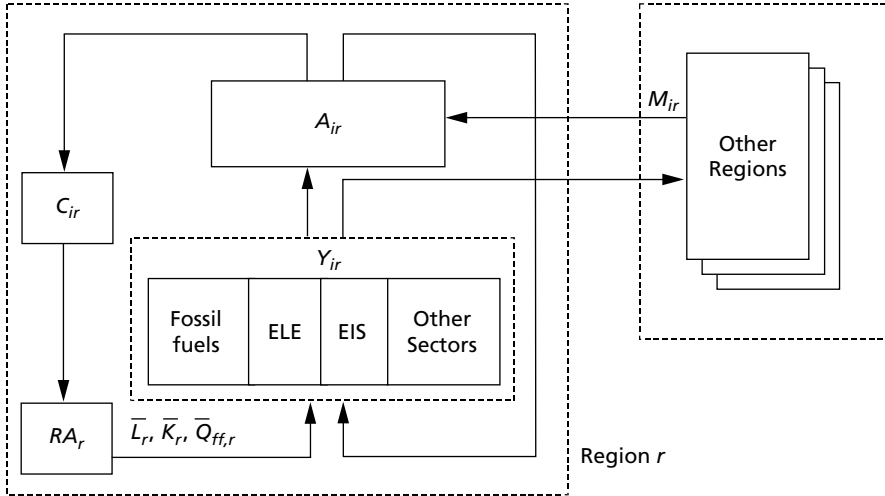 A_ir
M_ir
Other
Regions
C_ir
Y_ir
Fossil
fuels
ELE
EIS
Other
Sectors
RA_r
L̅_r, K̅_r, Q̅_ff,r
Region r